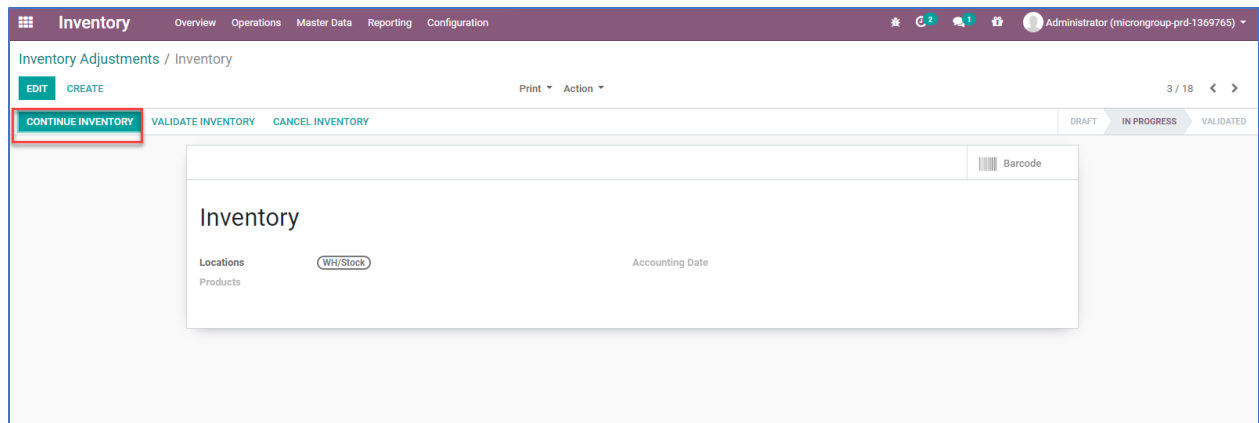 Inventory Overview Operations Master Data Reporting Configuration 2 1 Administrator (microngroup-prd-1369765)
Inventory Adjustments / Inventory
EDIT CREATE Print Action 3 / 18
CONTINUE INVENTORY VALIDATE INVENTORY CANCEL INVENTORY DRAFT IN PROGRESS VALIDATED
Barcode
Inventory
Locations WH/Stock Accounting Date
Products